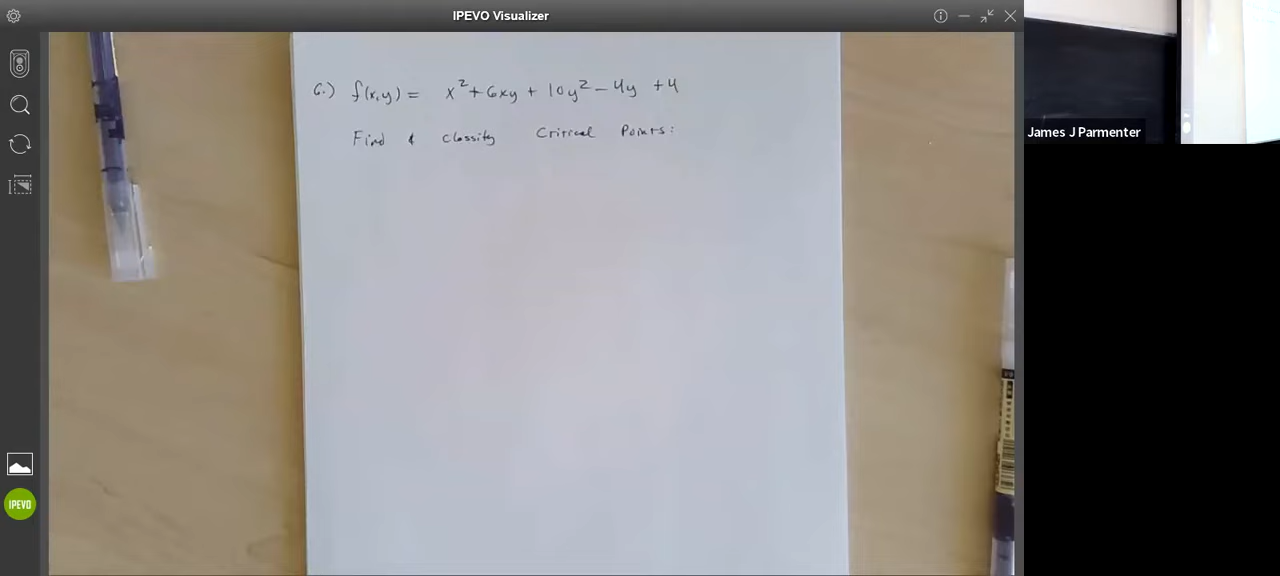 IPEVO Visualizer
6.) f(x,y) = x² + 6xy + 10y² - 4y + 4
Find & Classify Critical Points:
James J Parmenter
IPEVO